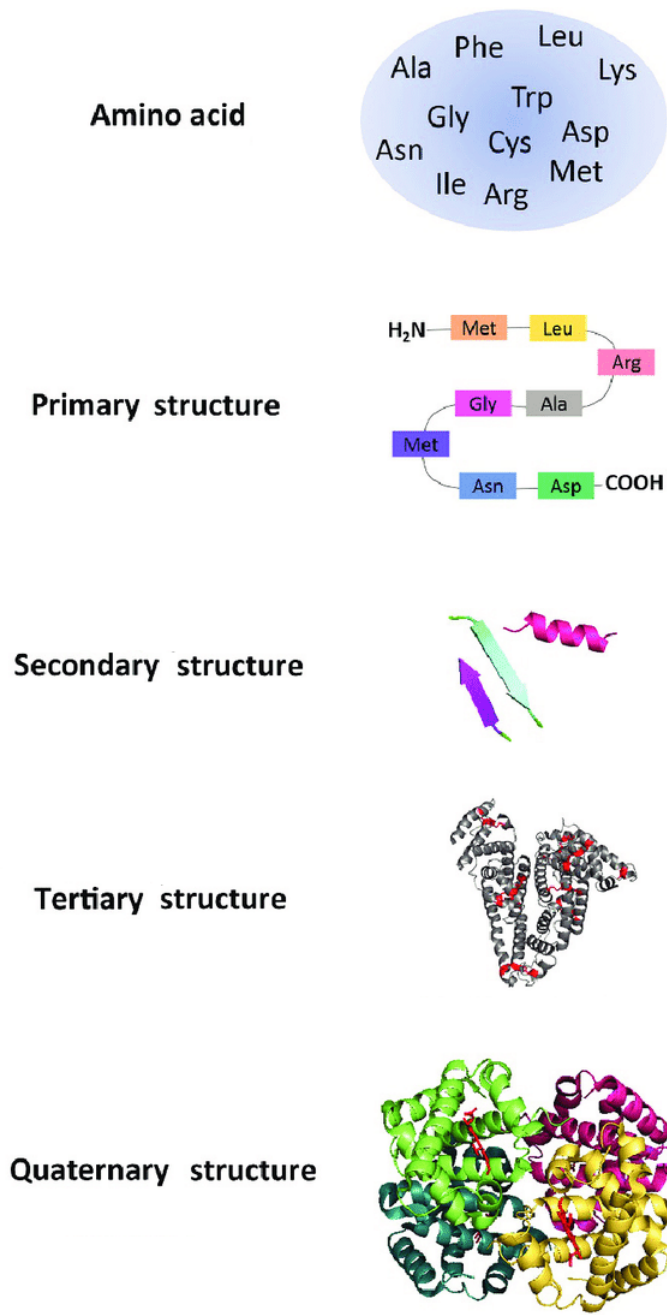 Amino acid
Phe
Leu
Ala
Lys
Trp
Gly
Asp
Asn
Cys
Met
Ile
Arg
Primary structure
H₂N
Met
Leu
Arg
Ala
Gly
Met
Asn
Asp
COOH
Secondary structure
Tertiary structure
Quaternary structure